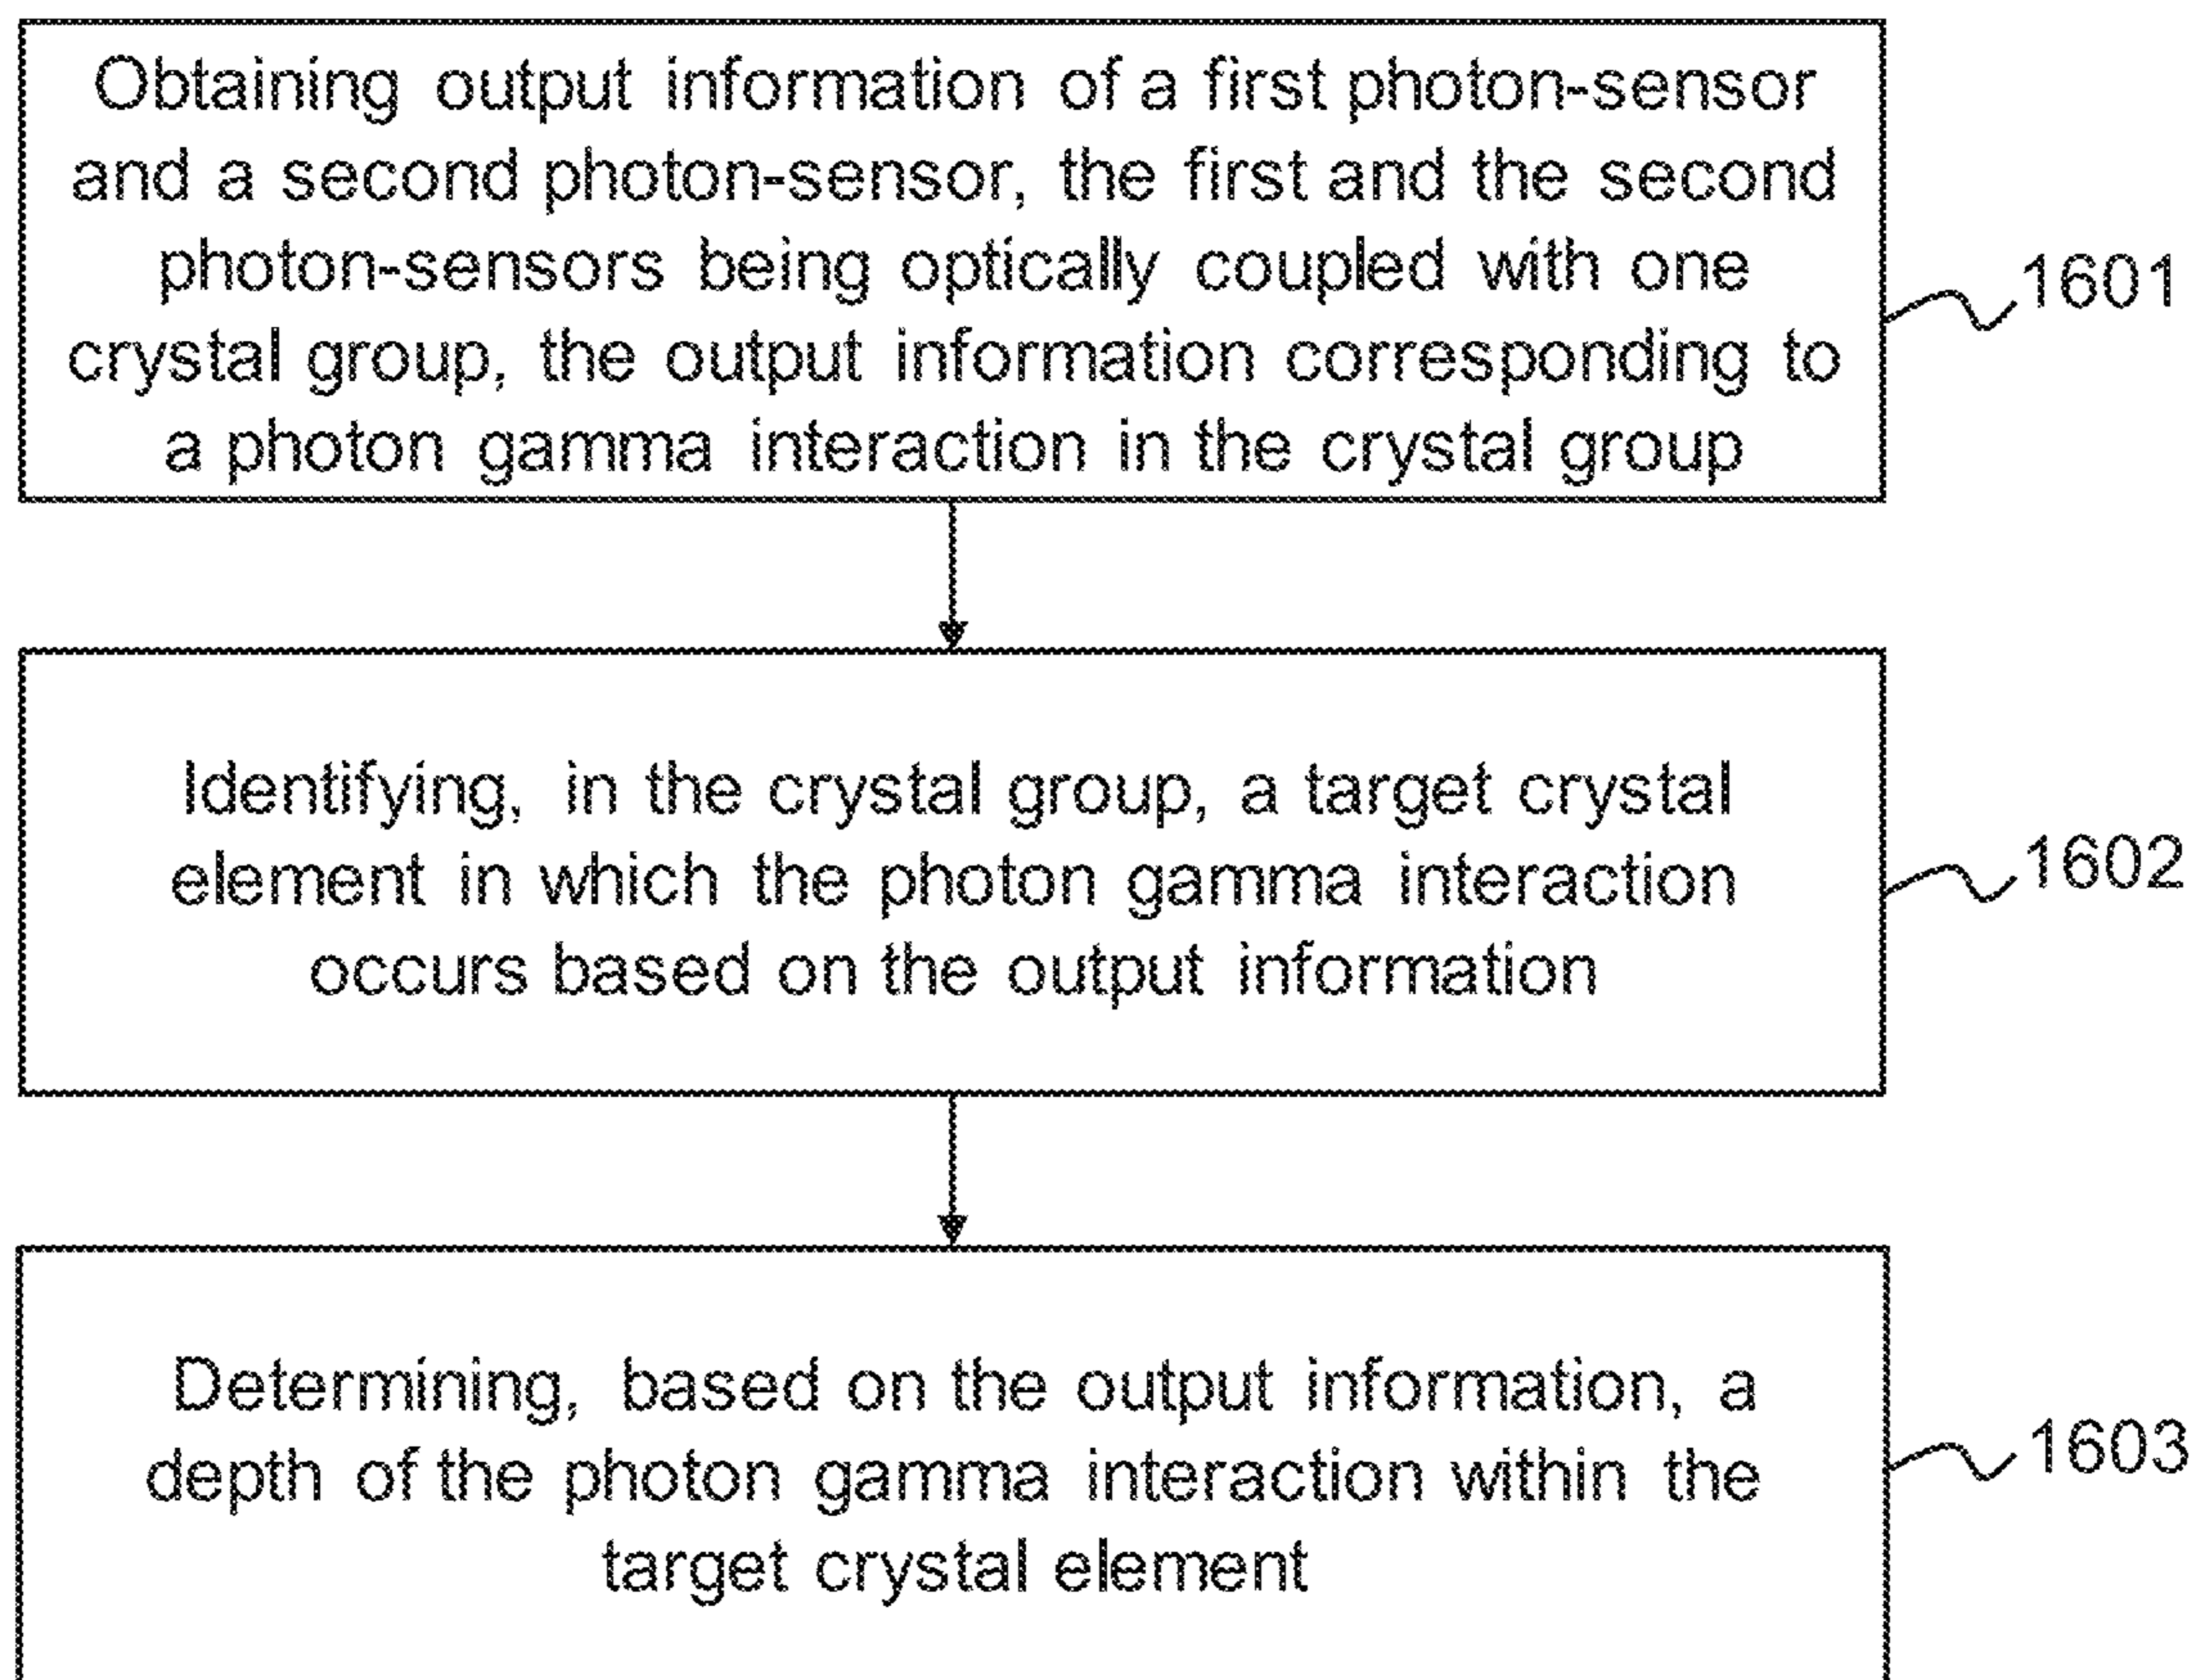 Obtaining output information of a first photon-sensor
and a second photon-sensor, the first and the second
photon-sensors being optically coupled with one
crystal group, the output information corresponding to
a photon gamma interaction in the crystal group
1601
Identifying, in the crystal group, a target crystal
element in which the photon gamma interaction
occurs based on the output information
1602
Determining, based on the output information, a
depth of the photon gamma interaction within the
target crystal element
1603